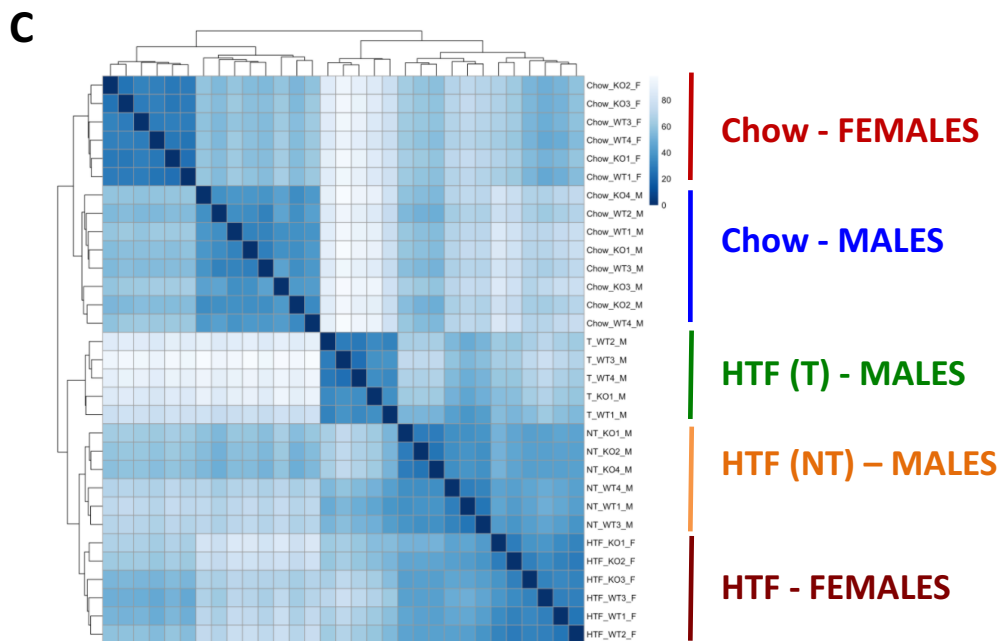 C
Chow_KO2_F
Chow_KO3_F
Chow_WT3_F
Chow_WT4_F
Chow_KO1_F
Chow_WT1_F
Chow_KO4_M
Chow_WT2_M
Chow_WT1_M
Chow_KO1_M
Chow_WT3_M
Chow_KO3_M
Chow_KO2_M
Chow_WT4_M
T_WT2_M
T_WT3_M
T_WT4_M
T_KO1_M
T_WT1_M
NT_KO1_M
NT_KO2_M
NT_KO4_M
NT_WT4_M
NT_WT1_M
NT_WT3_M
HTF_KO1_F
HTF_KO2_F
HTF_KO3_F
HTF_WT3_F
HTF_WT1_F
HTF_WT2_F
80
60
40
20
0
Chow - FEMALES
Chow - MALES
HTF (T) - MALES
HTF (NT) – MALES
HTF - FEMALES